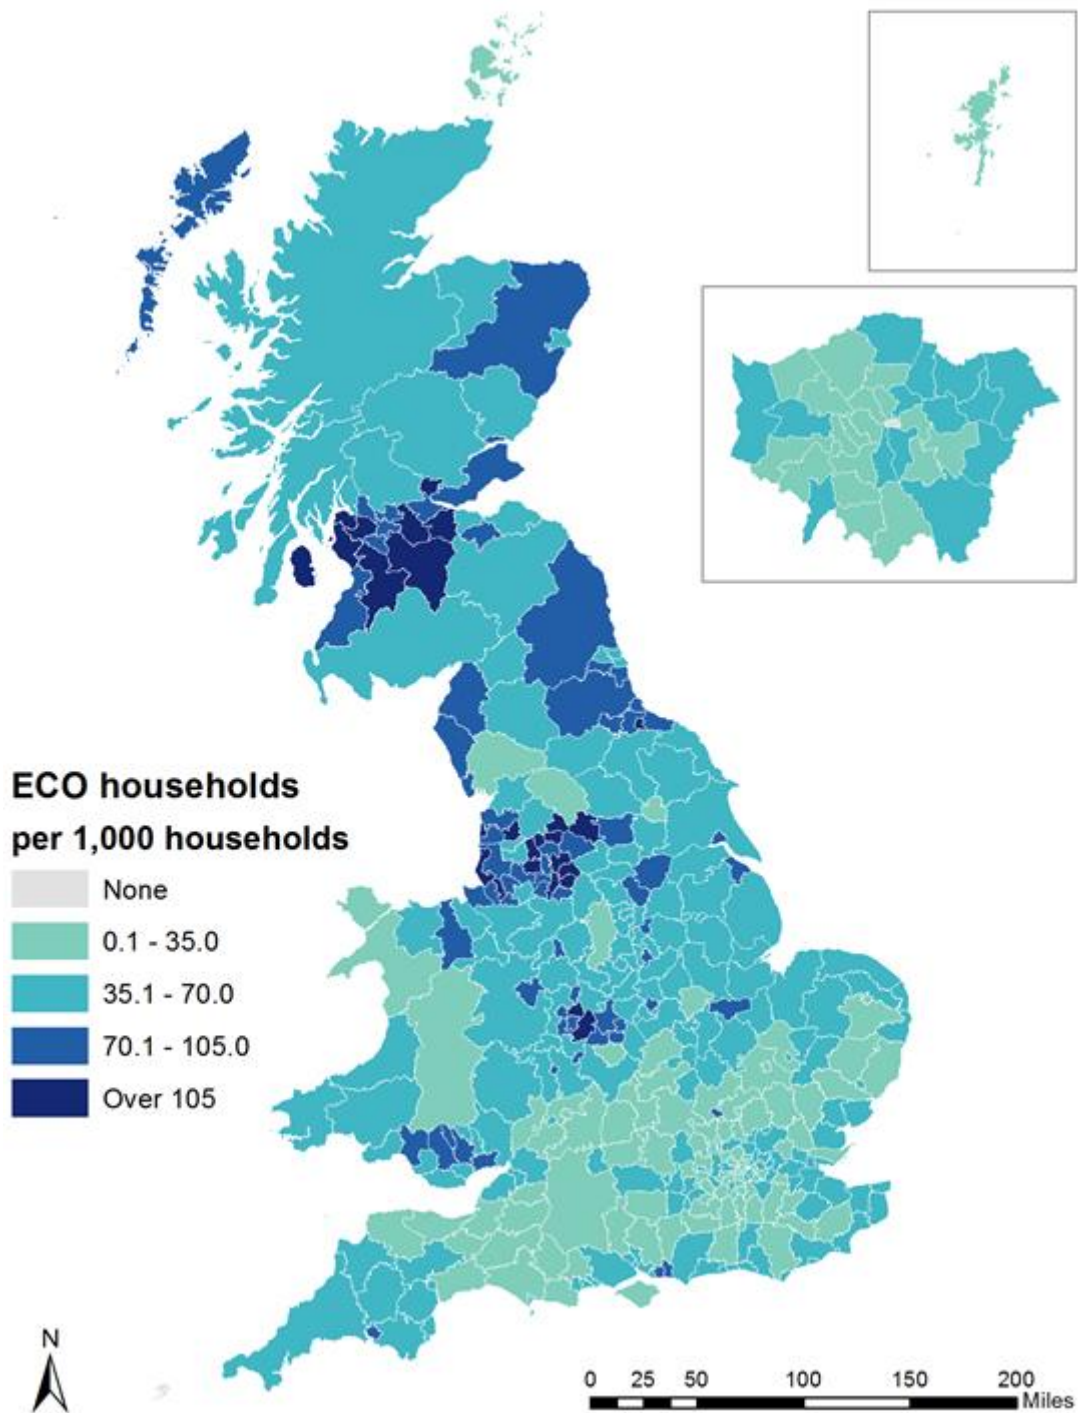 ECO households
per 1,000 households
None
0.1 - 35.0
35.1 - 70.0
70.1 - 105.0
Over 105
N
0 25 50 100 150 200
Miles